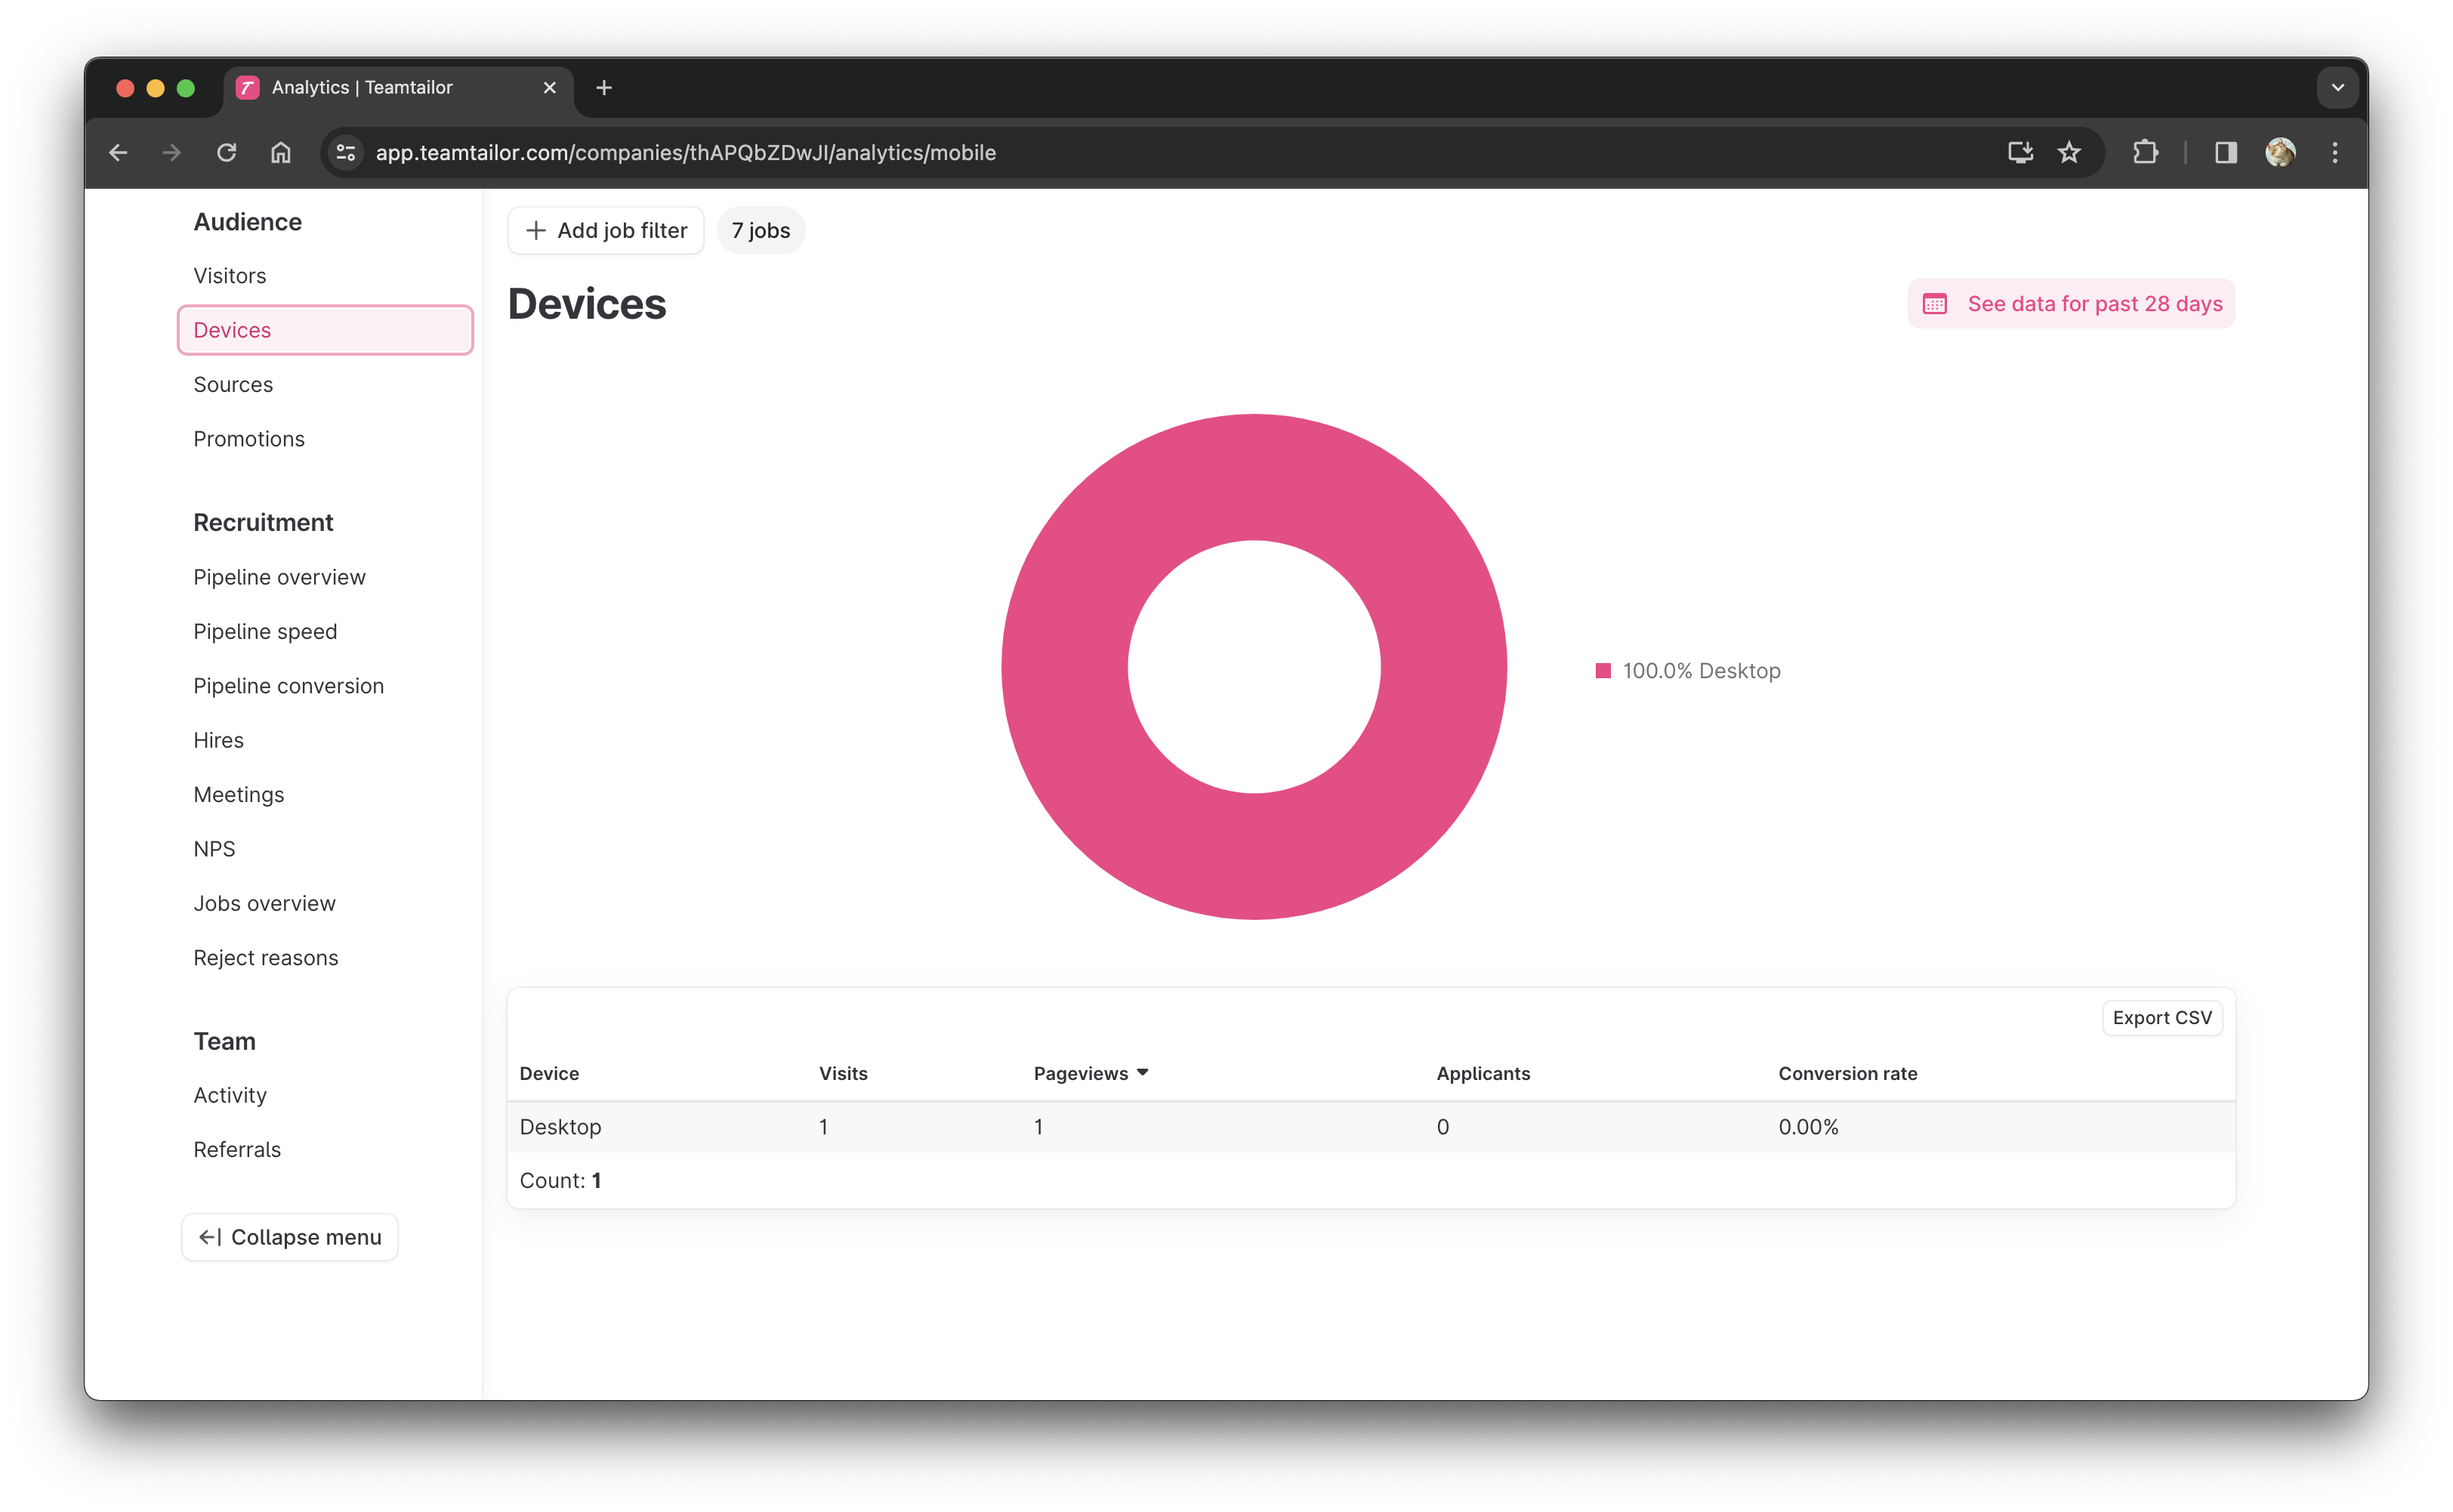 Analytics | Teamtailor
app.teamtailor.com/companies/thAPQbZDwJI/analytics/mobile
Audience
Visitors
Devices
Sources
Promotions
Recruitment
Pipeline overview
Pipeline speed
Pipeline conversion
Hires
Meetings
NPS
Jobs overview
Reject reasons
Team
Activity
Referrals
Collapse menu
Add job filter
7 jobs
Devices
See data for past 28 days
100.0% Desktop
Export CSV
Device Visits Pageviews Applicants Conversion rate
Desktop 1 1 0 0.00%
Count: 1